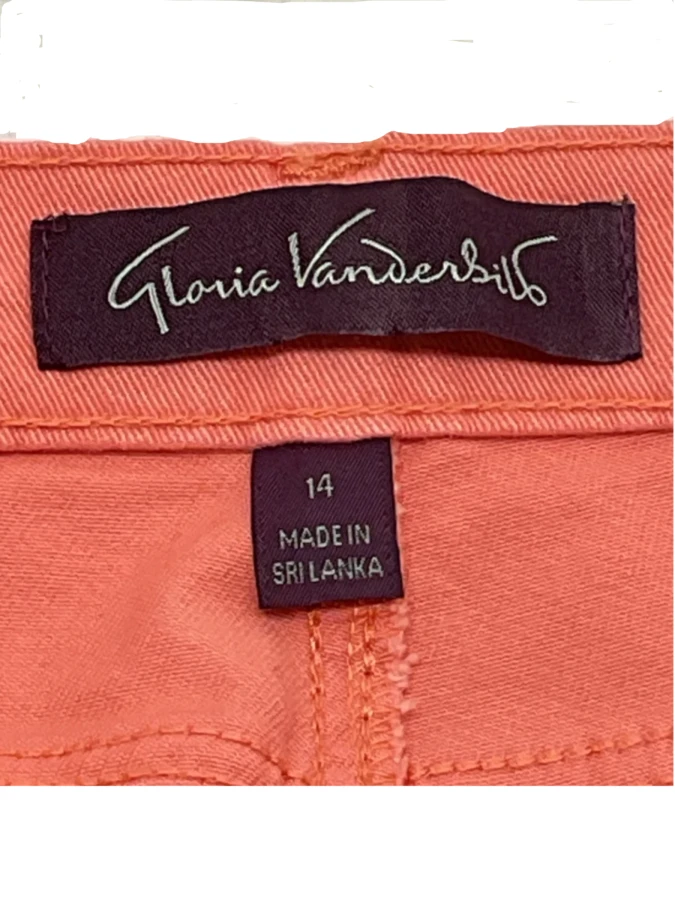 Gloria Vanderbilt
14
MADE IN
SRI LANKA